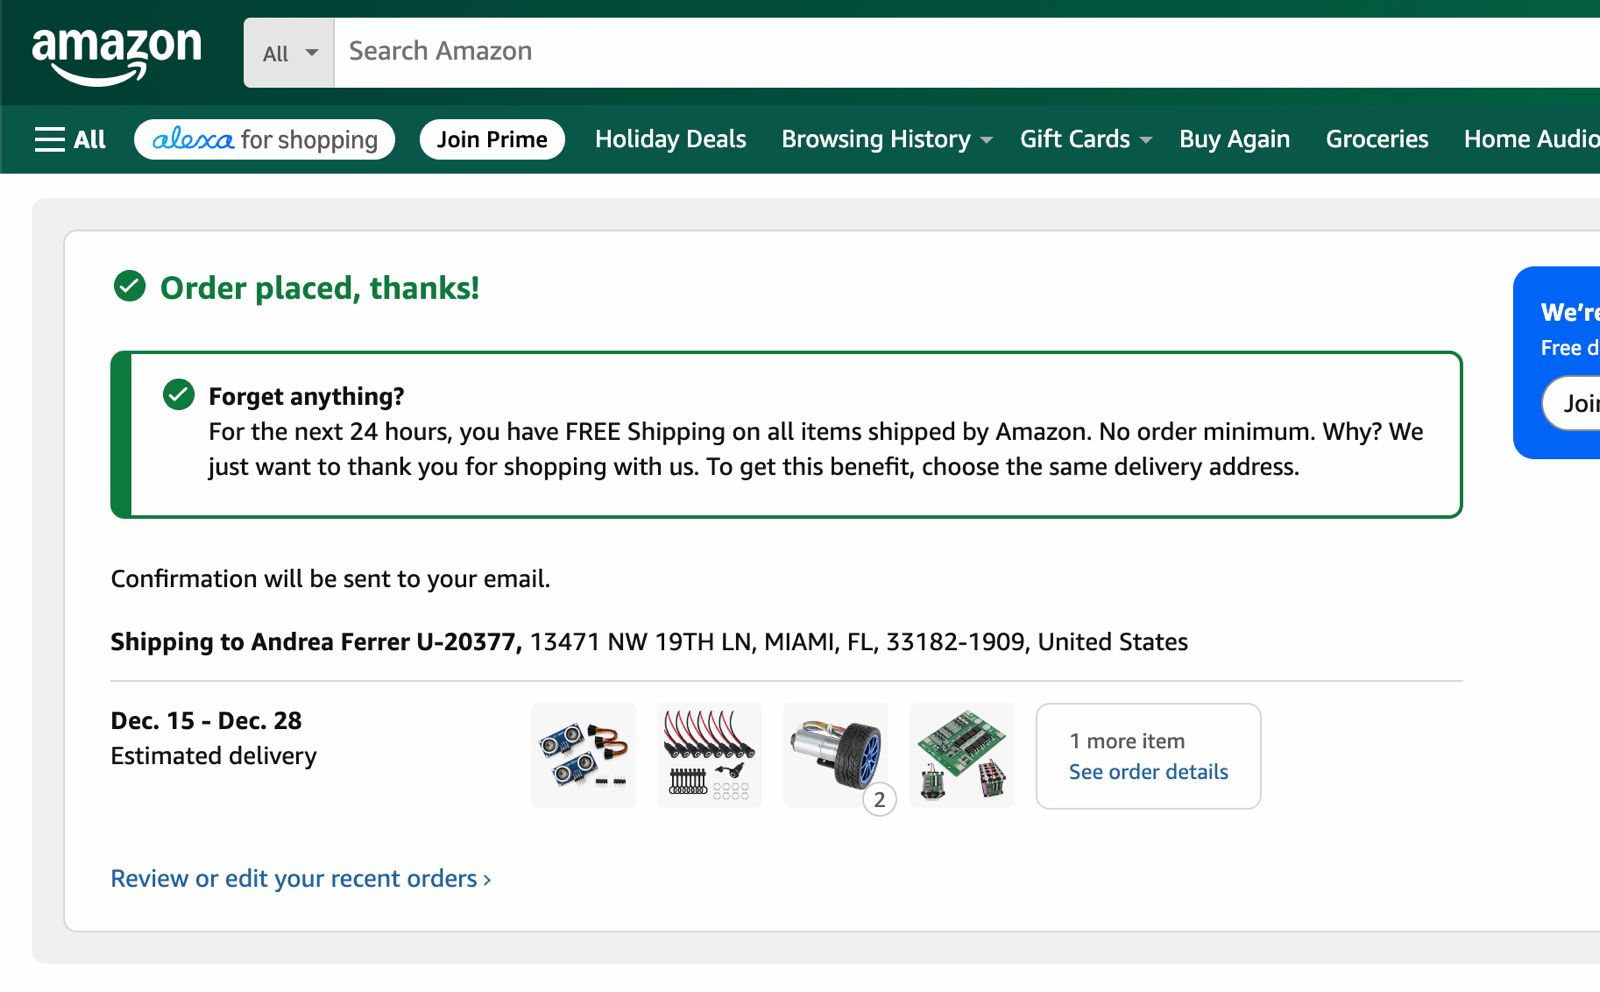 amazon
All
Search Amazon
All
alexa for shopping
Join Prime
Holiday Deals
Browsing History
Gift Cards
Buy Again
Groceries
Home Audio
Order placed, thanks!
We're
Free d
Join
Forget anything?
For the next 24 hours, you have FREE Shipping on all items shipped by Amazon. No order minimum. Why? We
just want to thank you for shopping with us. To get this benefit, choose the same delivery address.
Confirmation will be sent to your email.
Shipping to Andrea Ferrer U-20377, 13471 NW 19TH LN, MIAMI, FL, 33182-1909, United States
Dec. 15 - Dec. 28
Estimated delivery
2
1 more item
See order details
Review or edit your recent orders ›